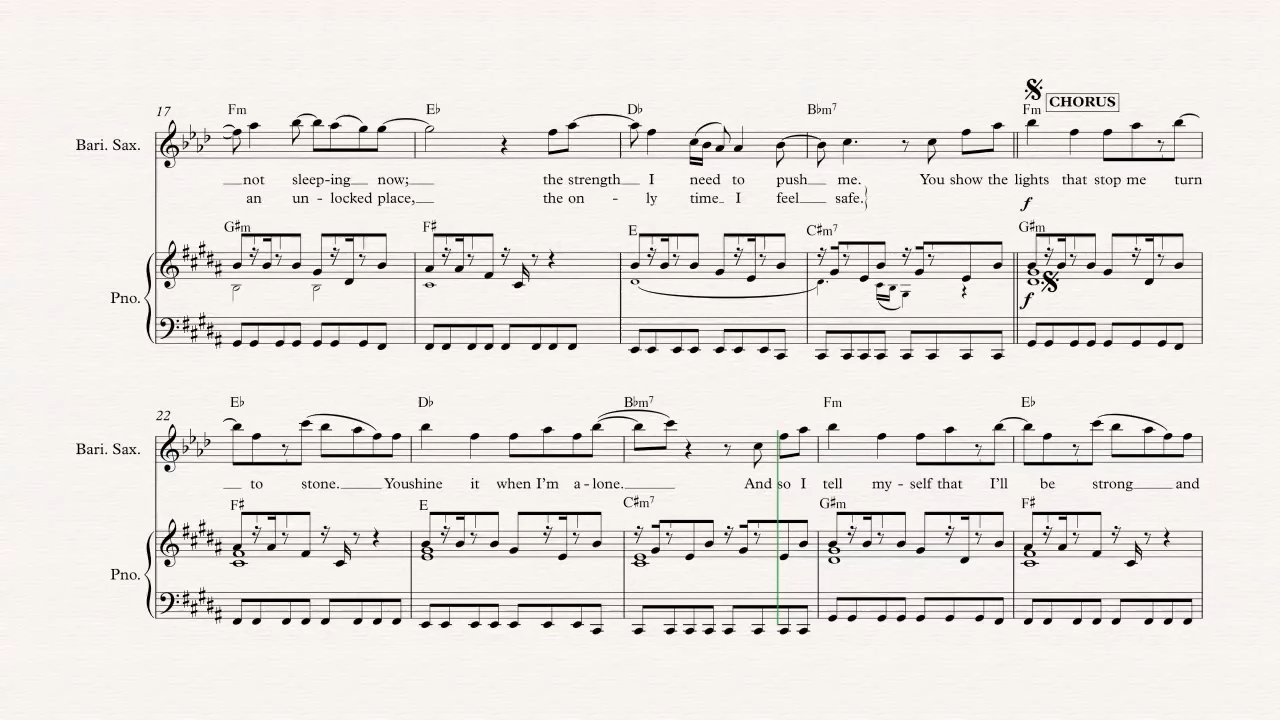 CHORUS
17 Fm E♭ D♭ B♭m7 Fm
Bari. Sax.
not sleep-ing now; the strength I need to push me. You show the lights that stop me turn
an un - locked place, the on - ly time I feel safe.}
f
G♯m F♯ E C♯m7 G♯m
Pno.
f
22 E♭ D♭ B♭m7 Fm E♭
Bari. Sax.
to stone. Youshine it when I'm a-lone. And so I tell my - self that I'll be strong and
F♯ E C♯m7 G♯m F♯
Pno.